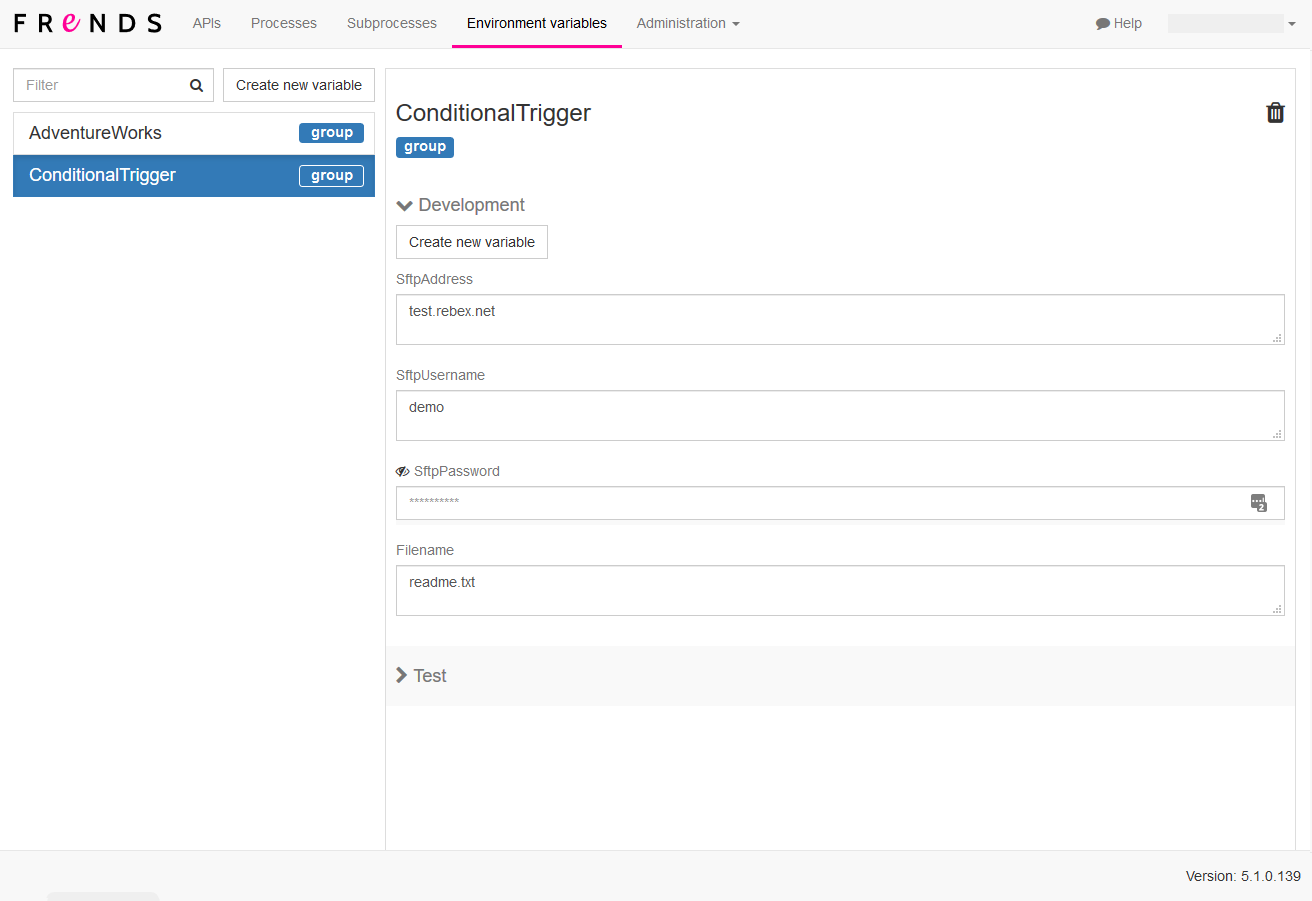 FRENDS APIs Processes Subprocesses Environment variables Administration Help
Filter Create new variable
AdventureWorks group
ConditionalTrigger group
ConditionalTrigger
group
Development
Create new variable
SftpAddress
test.rebex.net
SftpUsername
demo
SftpPassword
**********
2
Filename
readme.txt
Test
Version: 5.1.0.139